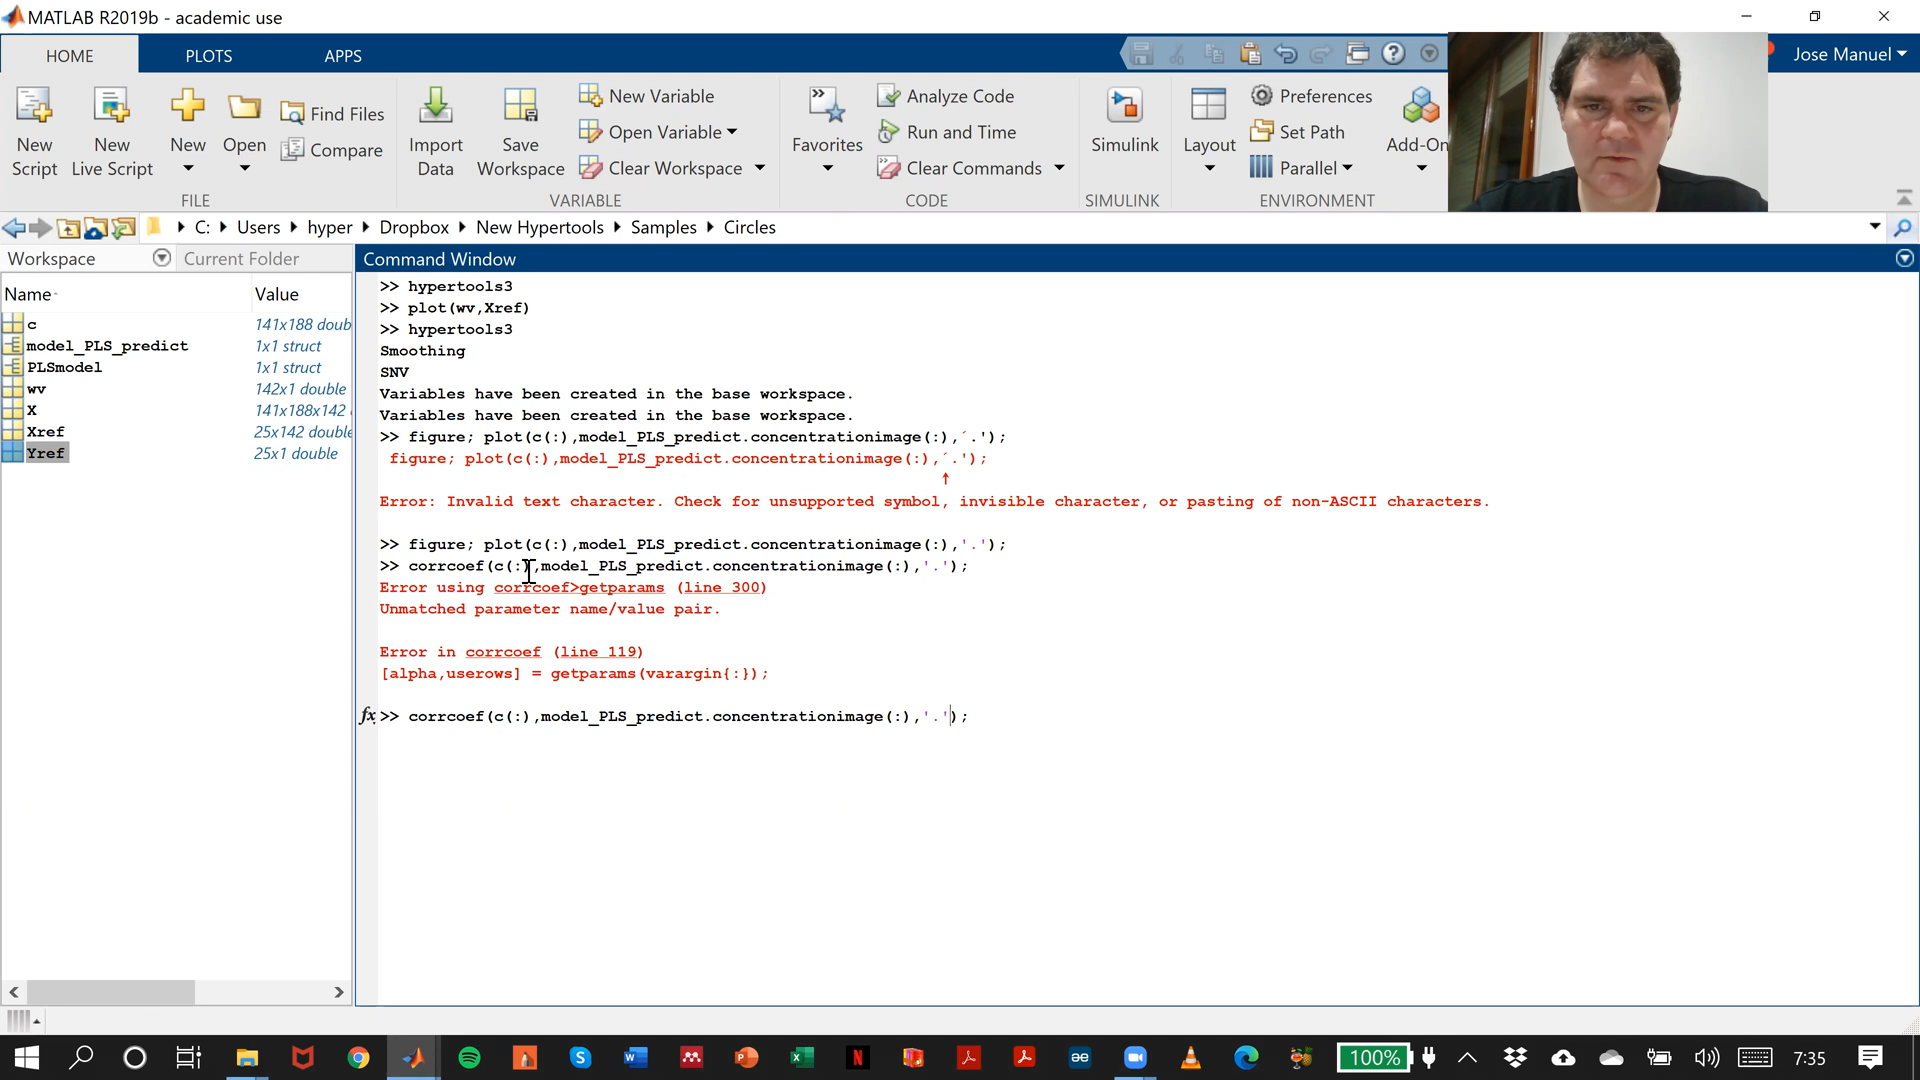 MATLAB R2019b - academic use
HOME
PLOTS
APPS
Jose Manuel
New Script
New Live Script
New
Open
Find Files
Compare
Import Data
Save Workspace
New Variable
Open Variable
Clear Workspace
Favorites
Analyze Code
Run and Time
Clear Commands
Simulink
Layout
Preferences
Set Path
Parallel
Add-On
FILE
VARIABLE
CODE
SIMULINK
ENVIRONMENT
C: Users hyper Dropbox New Hypertools Samples Circles
Workspace
Current Folder
Command Window
Name
Value
c 141x188 doub
model_PLS_predict 1x1 struct
PLSmodel 1x1 struct
wv 142x1 double
X 141x188x142
Xref 25x142 double
Yref 25x1 double
>> hypertools3
>> plot(wv,Xref)
>> hypertools3
Smoothing
SNV
Variables have been created in the base workspace.
Variables have been created in the base workspace.
>> figure; plot(c(:),model_PLS_predict.concentrationimage(:),´.');
figure; plot(c(:),model_PLS_predict.concentrationimage(:),´.');
↑
Error: Invalid text character. Check for unsupported symbol, invisible character, or pasting of non-ASCII characters.
>> figure; plot(c(:),model_PLS_predict.concentrationimage(:),'.');
>> corrcoef(c(:),model_PLS_predict.concentrationimage(:),'.');
Error using corrcoef>getparams (line 300)
Unmatched parameter name/value pair.
Error in corrcoef (line 119)
[alpha,userows] = getparams(varargin{:});
fx >> corrcoef(c(:),model_PLS_predict.concentrationimage(:),'.');
100%
7:35